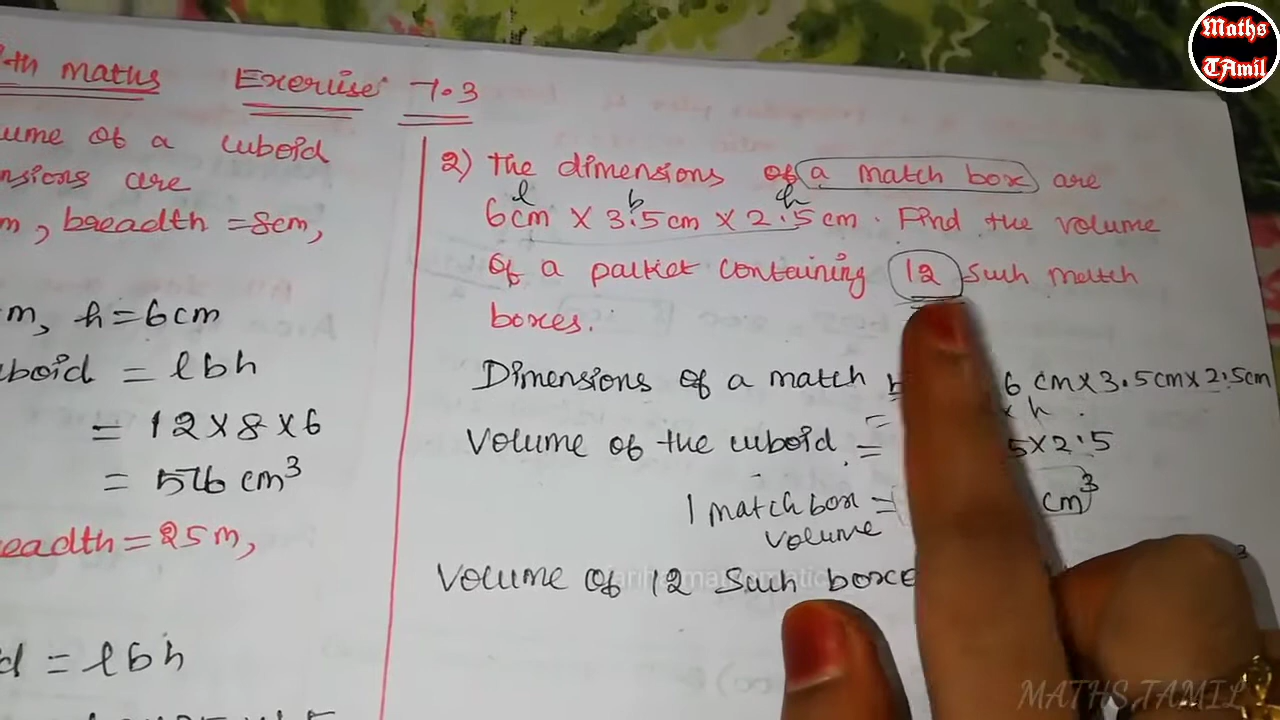 Maths
TAmil
th maths Exercise 7.3
ume of a cuboid
nsions are
m, breadth = 8cm,
m, h = 6cm
boid = lbh
= 12 X 8 X 6
= 576 cm³
eadth = 25m,
d = lbh
2) The dimensions of a match box are
l b h
6cm X 3.5cm X 2.5cm. Find the volume
of a packet containing 12 such match
boxes.
Dimensions of a match 6 cm X 3.5cm X 2.5cm
= x h.
Volume of the cuboid = 5 X 2.5
1 match box = cm³
volume
Volume of 12 Such boxe
MATHS TAMIL